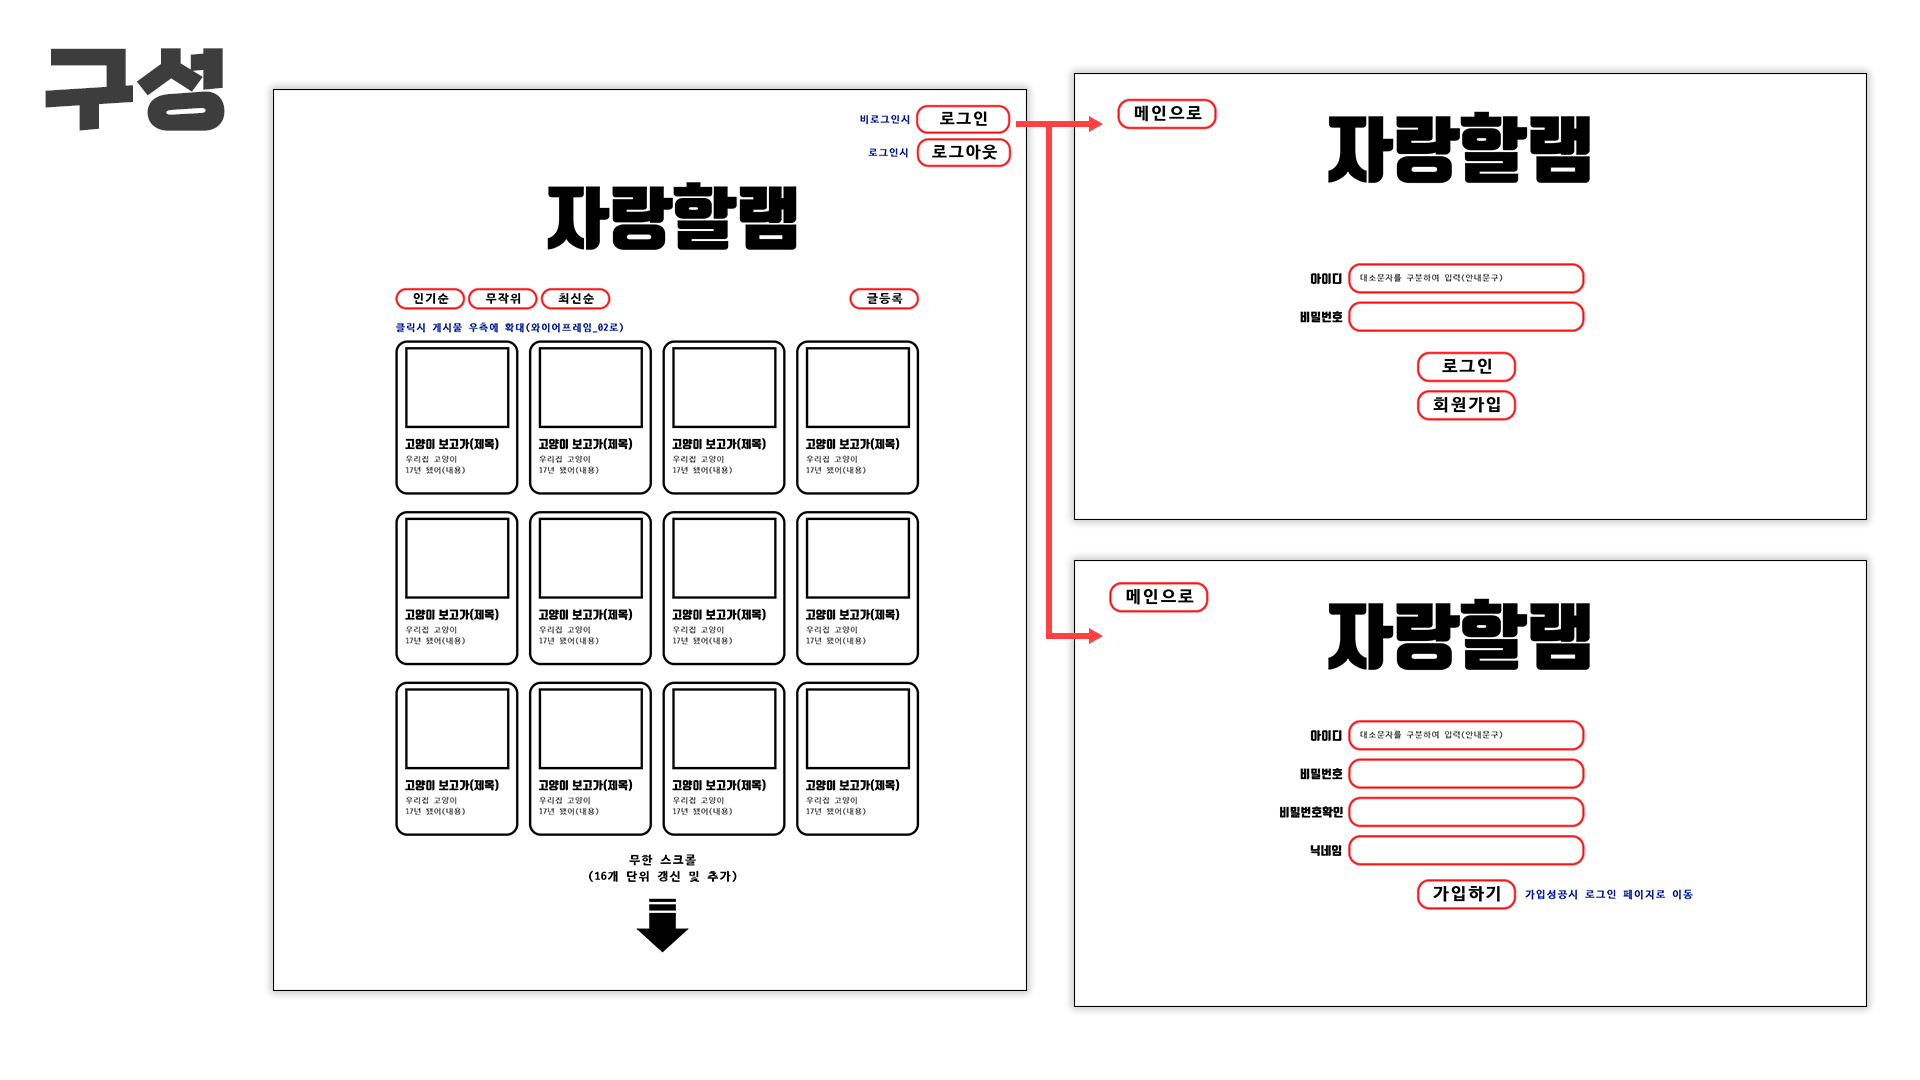 구성
비로그인시 로그인
로그인시 로그아웃
자랑할램
인기순 무작위 최신순 글등록
클릭시 게시물 우측에 확대(와이어프레임_02로)
고양이 보고가(제목) 고양이 보고가(제목) 고양이 보고가(제목) 고양이 보고가(제목)
우리집 고양이 우리집 고양이 우리집 고양이 우리집 고양이
17년 됐어(내용) 17년 됐어(내용) 17년 됐어(내용) 17년 됐어(내용)
고양이 보고가(제목) 고양이 보고가(제목) 고양이 보고가(제목) 고양이 보고가(제목)
우리집 고양이 우리집 고양이 우리집 고양이 우리집 고양이
17년 됐어(내용) 17년 됐어(내용) 17년 됐어(내용) 17년 됐어(내용)
고양이 보고가(제목) 고양이 보고가(제목) 고양이 보고가(제목) 고양이 보고가(제목)
우리집 고양이 우리집 고양이 우리집 고양이 우리집 고양이
17년 됐어(내용) 17년 됐어(내용) 17년 됐어(내용) 17년 됐어(내용)
무한 스크롤
(16개 단위 갱신 및 추가)
메인으로
자랑할램
아이디 대소문자를 구분하여 입력(안내문구)
비밀번호
로그인
회원가입
메인으로
자랑할램
아이디 대소문자를 구분하여 입력(안내문구)
비밀번호
비밀번호확인
닉네임
가입하기 가입성공시 로그인 페이지로 이동